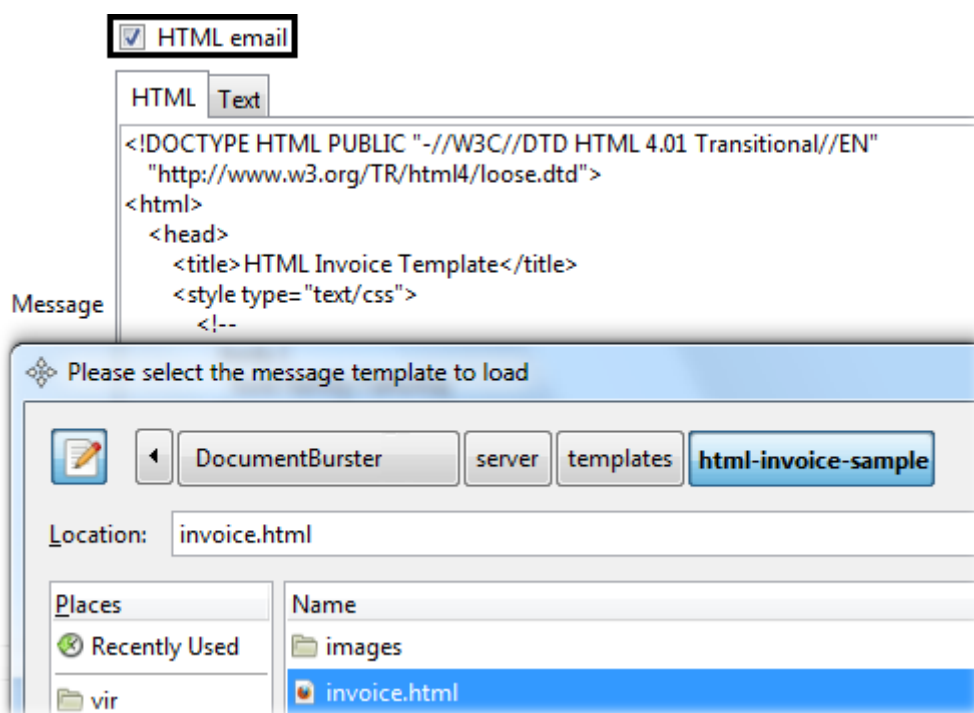 HTML email
HTML Text
<!DOCTYPE HTML PUBLIC "-//W3C//DTD HTML 4.01 Transitional//EN"
"http://www.w3.org/TR/html4/loose.dtd">
<html>
<head>
<title>HTML Invoice Template</title>
<style type="text/css">
Message
<!--
Please select the message template to load
DocumentBurster server templates html-invoice-sample
Location: invoice.html
Places Name
Recently Used images
vir invoice.html